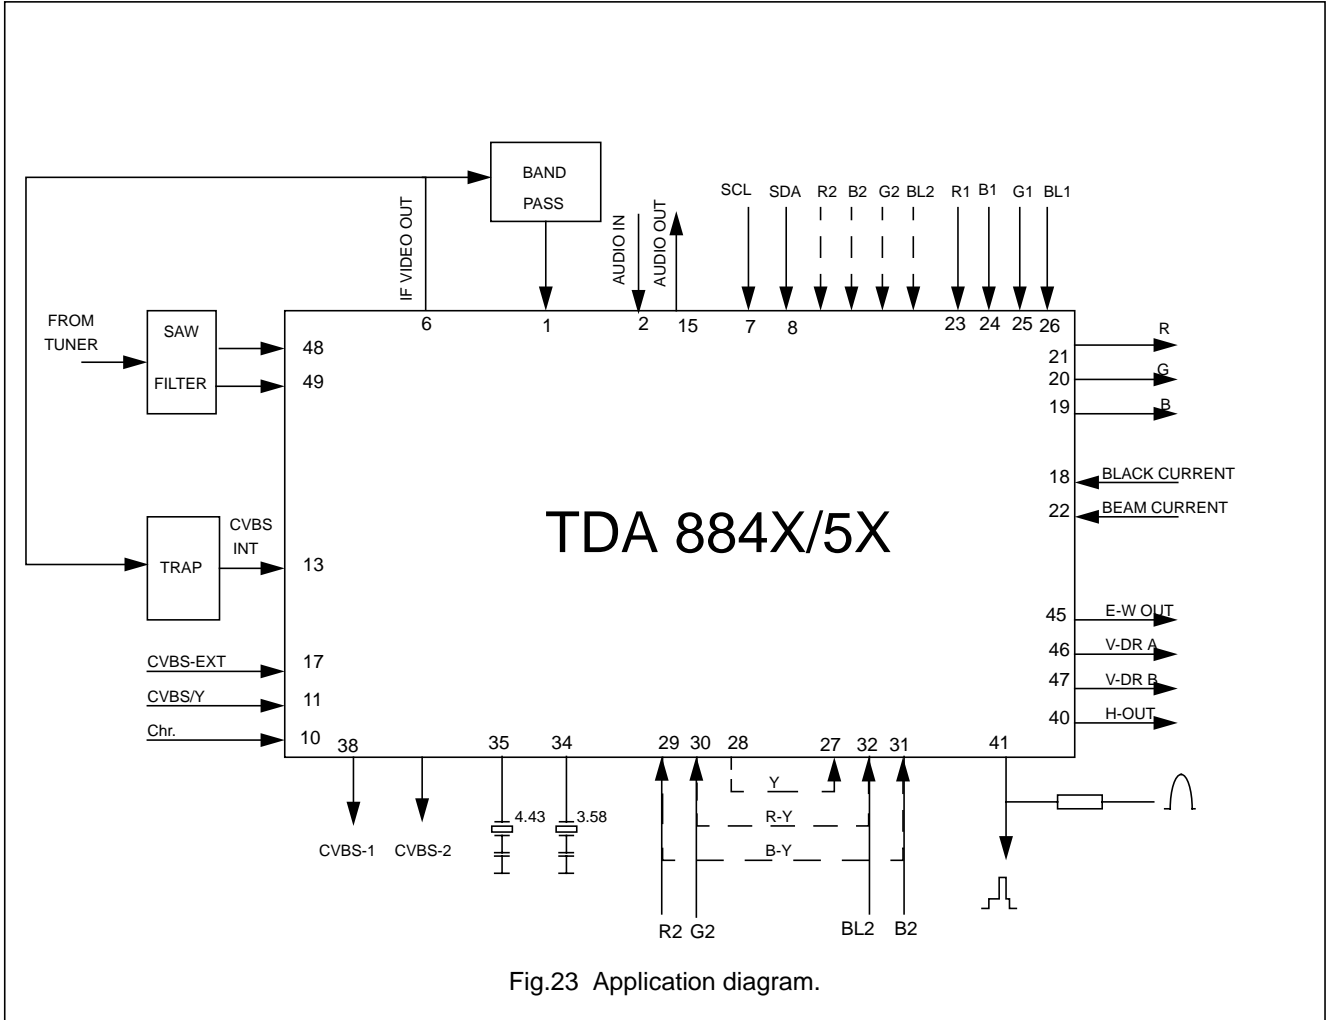 BAND
PASS
IF VIDEO OUT
AUDIO IN
AUDIO OUT
SCL
SDA
R2
B2
G2
BL2
R1
B1
G1
BL1
6
1
2
15
7
8
23
24
25
26
FROM
TUNER
SAW
FILTER
48
49
21
R
20
G
19
B
18
BLACK CURRENT
22
BEAM CURRENT
TDA 884X/5X
CVBS
INT
TRAP
13
45
E-W OUT
46
V-DR A
47
V-DR B
40
H-OUT
CVBS-EXT
17
CVBS/Y
11
Chr.
10
38
35
34
29
30
28
27
32
31
41
Y
R-Y
B-Y
4.43
3.58
CVBS-1
CVBS-2
R2
G2
BL2
B2
Fig.23 Application diagram.